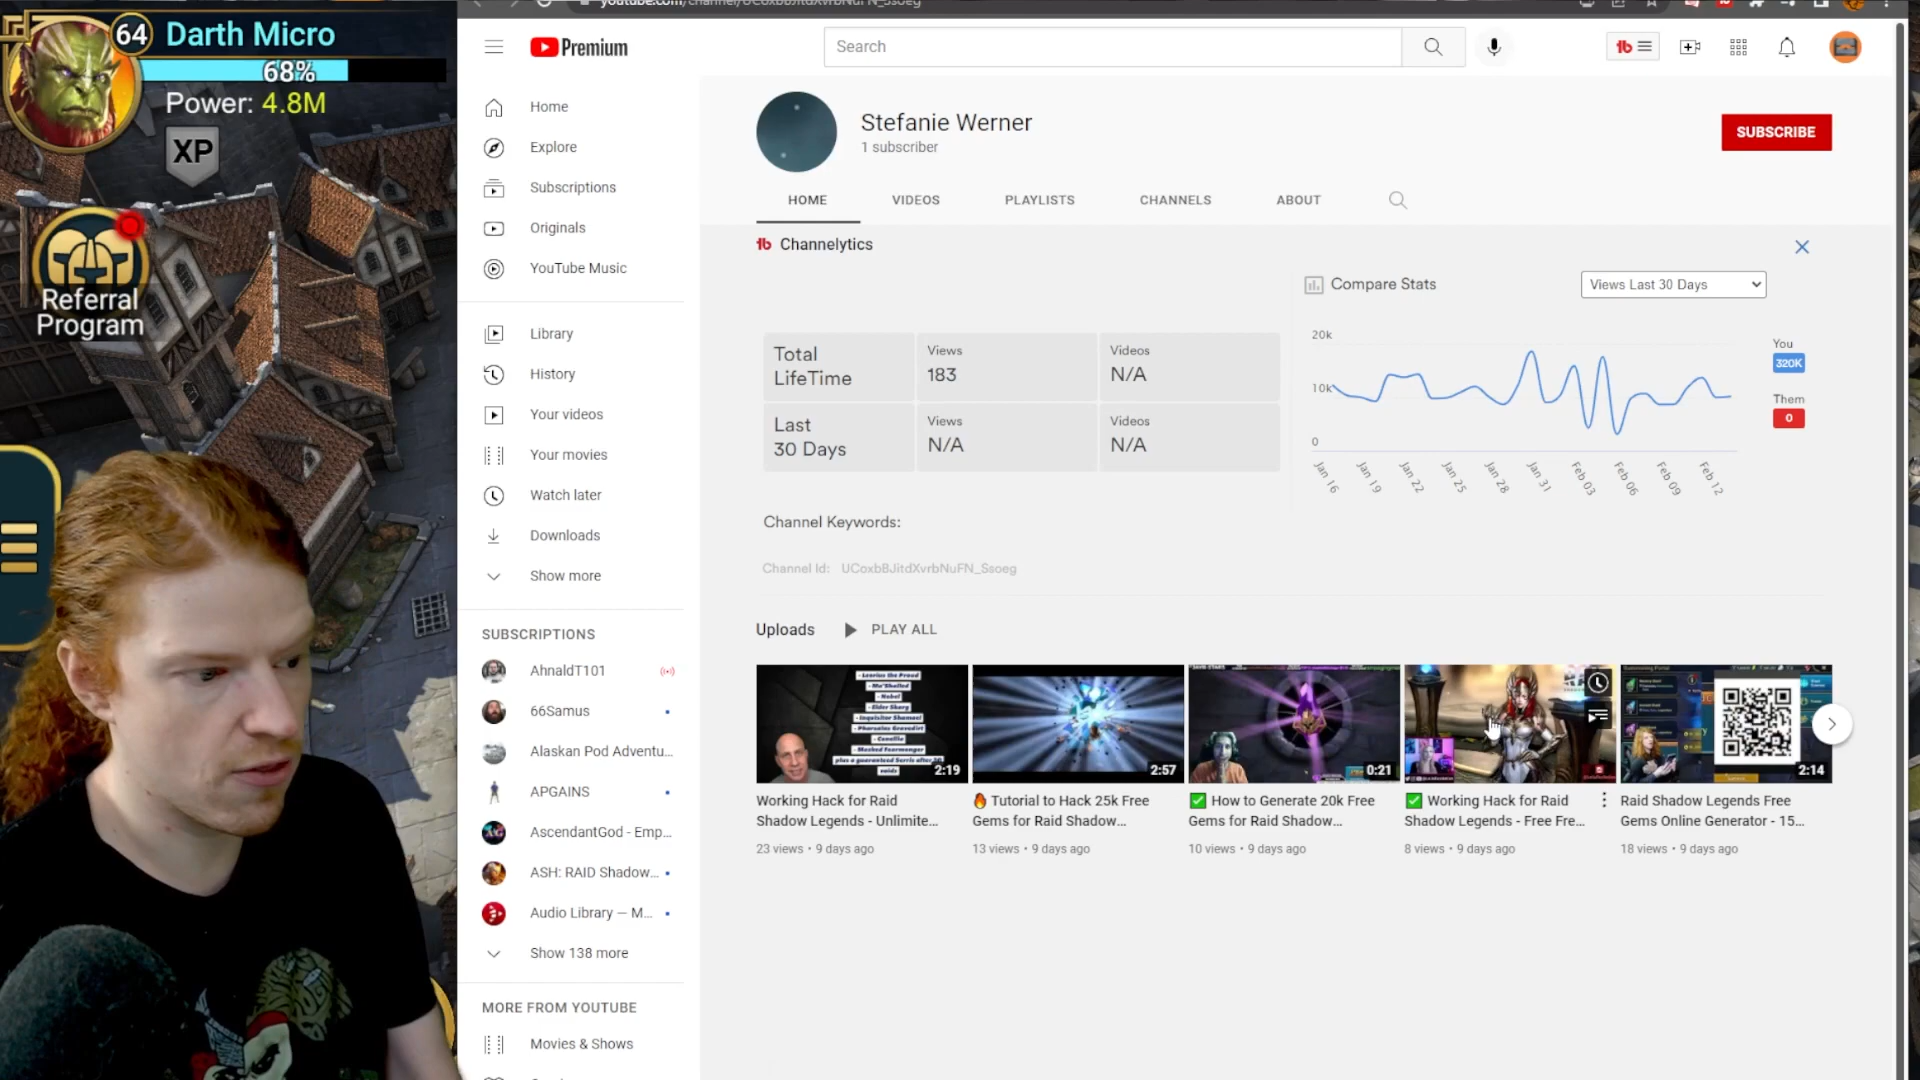 64 Darth Micro
68%
Power: 4.8M
XP
Referral
Program
Premium
Search
Home
Explore
Subscriptions
Originals
YouTube Music
Library
History
Your videos
Your movies
Watch later
Downloads
Show more
SUBSCRIPTIONS
AhnaldT101
66Samus
Alaskan Pod Adventu...
APGAINS
AscendantGod - Emp...
ASH: RAID Shadow...
Audio Library — M...
Show 138 more
MORE FROM YOUTUBE
Movies & Shows
Stefanie Werner
1 subscriber
SUBSCRIBE
HOME VIDEOS PLAYLISTS CHANNELS ABOUT
tb Channelytics
Compare Stats
Views Last 30 Days
Total
LifeTime
Views
183
Videos
N/A
Last
30 Days
Views
N/A
Videos
N/A
20k
10k
0
Jan 16 Jan 19 Jan 22 Jan 25 Jan 28 Jan 31 Feb 03 Feb 06 Feb 09 Feb 12
You
320K
Them
0
Channel Keywords:
Channel Id: UCoxbBJitdXvrbNuFN_Ssoeg
Uploads PLAY ALL
2:19
2:57
0:21
2:14
Working Hack for Raid
Shadow Legends - Unlimite...
23 views • 9 days ago
🔥 Tutorial to Hack 25k Free
Gems for Raid Shadow...
13 views • 9 days ago
✅ How to Generate 20k Free
Gems for Raid Shadow...
10 views • 9 days ago
✅ Working Hack for Raid
Shadow Legends - Free Fre...
8 views • 9 days ago
Raid Shadow Legends Free
Gems Online Generator - 15...
18 views • 9 days ago